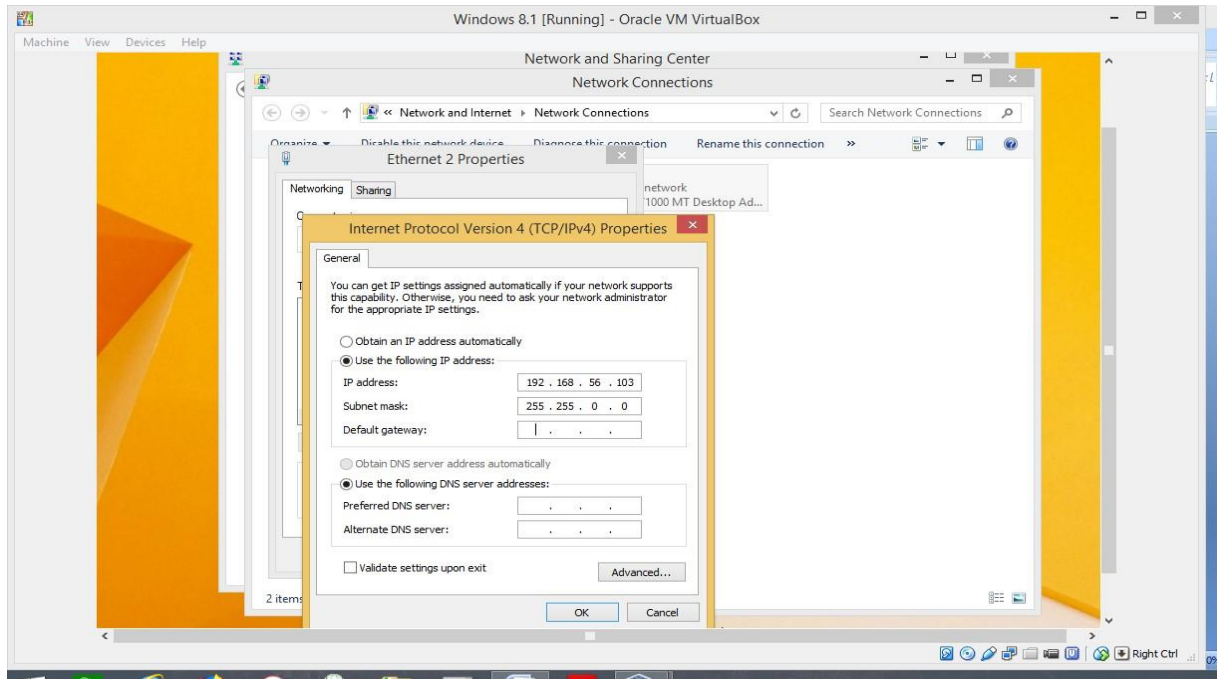 Windows 8.1 [Running] - Oracle VM VirtualBox
Machine View Devices Help
Network and Sharing Center
Network Connections
« Network and Internet Network Connections
Search Network Connections
Organize Disable this network device Diagnose this connection Rename this connection »
Ethernet 2 Properties
network
1000 MT Desktop Ad...
Networking Sharing
Internet Protocol Version 4 (TCP/IPv4) Properties
General
You can get IP settings assigned automatically if your network supports
this capability. Otherwise, you need to ask your network administrator
for the appropriate IP settings.
Obtain an IP address automatically
Use the following IP address:
IP address: 192 . 168 . 56 . 103
Subnet mask: 255 . 255 . 0 . 0
Default gateway: . . .
Obtain DNS server address automatically
Use the following DNS server addresses:
Preferred DNS server: . . .
Alternate DNS server: . . .
Validate settings upon exit
Advanced...
OK Cancel
2 items
Right Ctrl